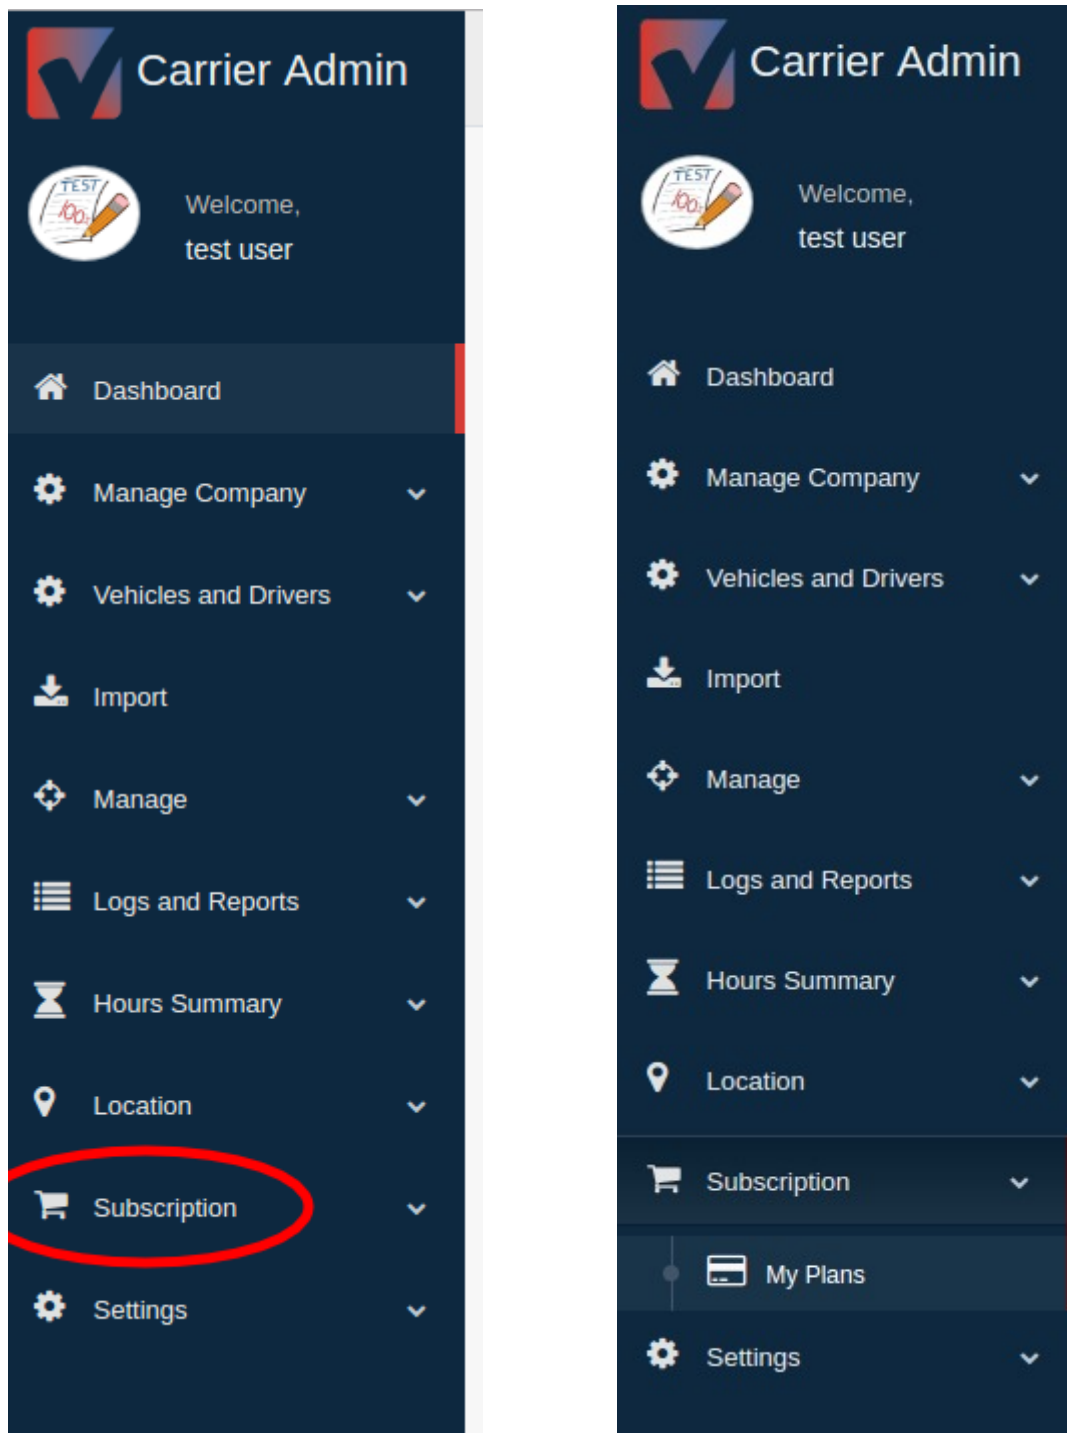 Carrier Admin
TEST
100%
Welcome,
test user
Dashboard
Manage Company
Vehicles and Drivers
Import
Manage
Logs and Reports
Hours Summary
Location
Subscription
Settings
Carrier Admin
TEST
100%
Welcome,
test user
Dashboard
Manage Company
Vehicles and Drivers
Import
Manage
Logs and Reports
Hours Summary
Location
Subscription
My Plans
Settings